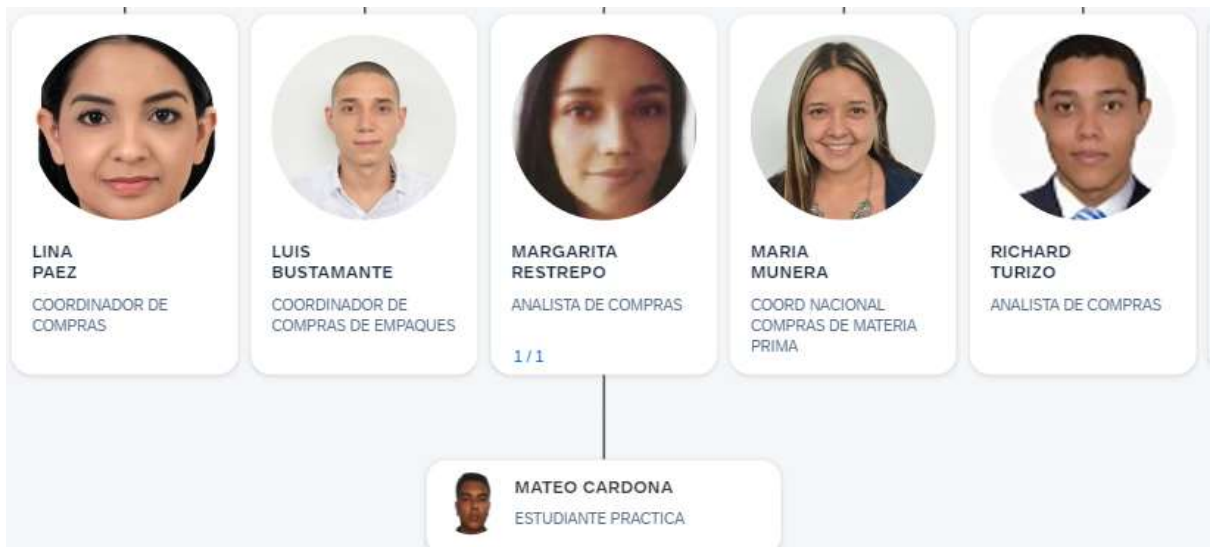 LINA
PAEZ
COORDINADOR DE
COMPRAS
LUIS
BUSTAMANTE
COORDINADOR DE
COMPRAS DE EMPAQUES
MARGARITA
RESTREPO
ANALISTA DE COMPRAS
1 / 1
MARIA
MUNERA
COORD NACIONAL
COMPRAS DE MATERIA
PRIMA
RICHARD
TURIZO
ANALISTA DE COMPRAS
MATEO CARDONA
ESTUDIANTE PRACTICA